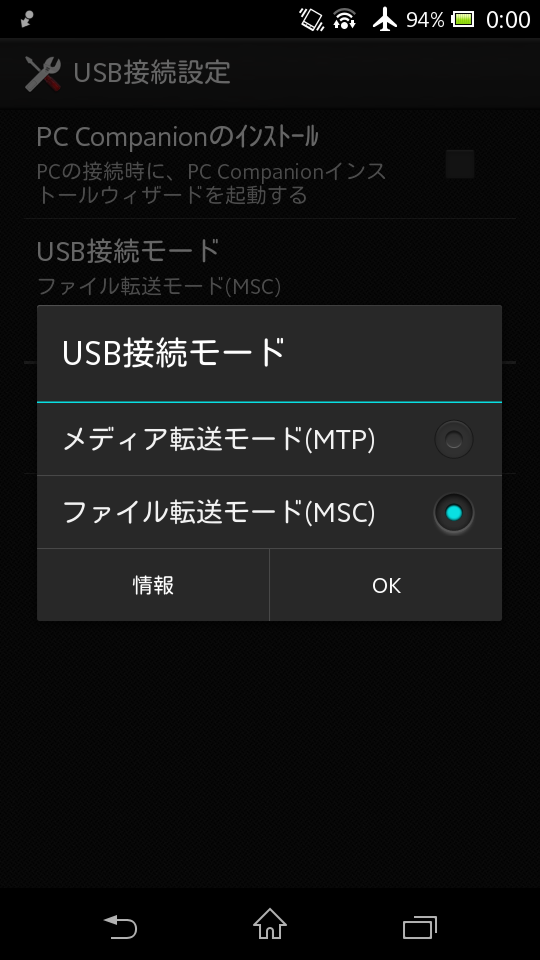 94% 0:00
USB接続設定
PC Companionのｲﾝｽﾄｰﾙ
PCの接続時に、PC Companionインス
トールウィザードを起動する
USB接続モード
ファイル転送モード(MSC)
USB接続モード
メディア転送モード(MTP)
ファイル転送モード(MSC)
情報 OK